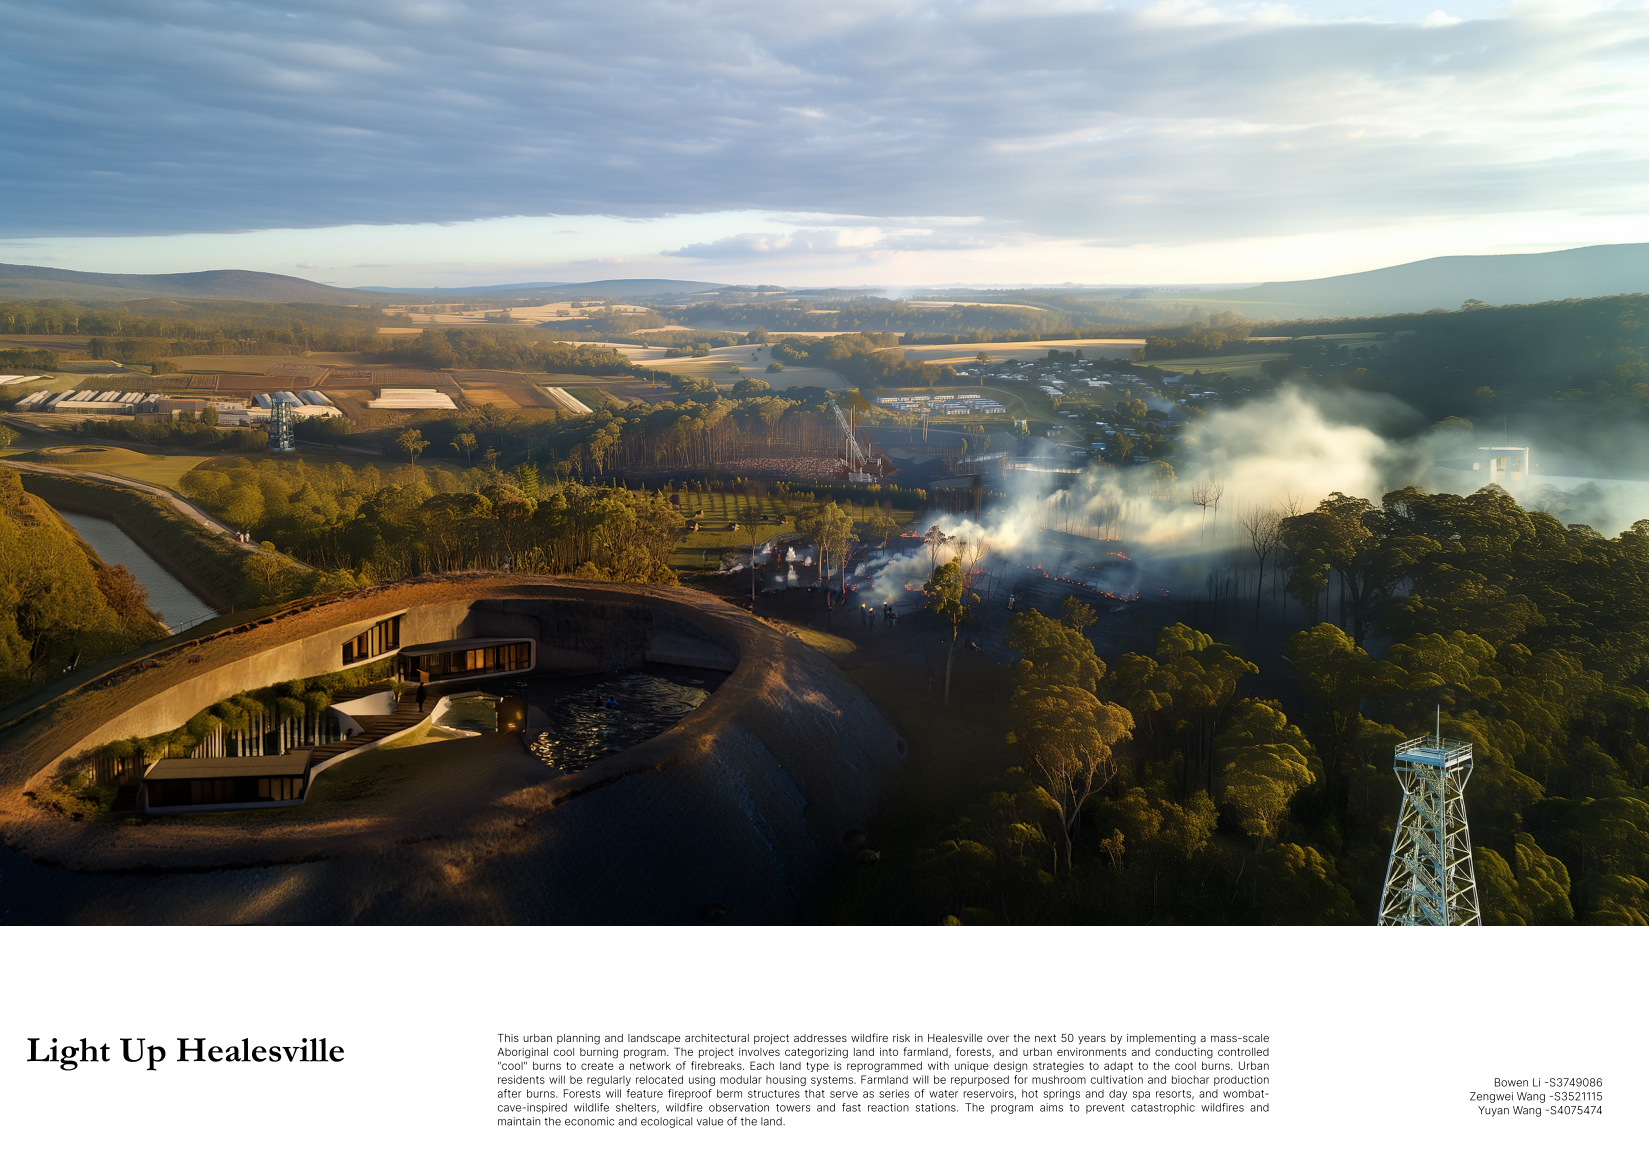 Light Up Healesville
This urban planning and landscape architectural project addresses wildfire risk in Healesville over the next 50 years by implementing a mass-scale
Aboriginal cool burning program. The project involves categorizing land into farmland, forests, and urban environments and conducting controlled
"cool" burns to create a network of firebreaks. Each land type is reprogrammed with unique design strategies to adapt to the cool burns. Urban
residents will be regularly relocated using modular housing systems. Farmland will be repurposed for mushroom cultivation and biochar production
after burns. Forests will feature fireproof berm structures that serve as series of water reservoirs, hot springs and day spa resorts, and wombat-
cave-inspired wildlife shelters, wildfire observation towers and fast reaction stations. The program aims to prevent catastrophic wildfires and
maintain the economic and ecological value of the land.
Bowen Li -S3749086
Zengwei Wang -S3521115
Yuyan Wang -S4075474